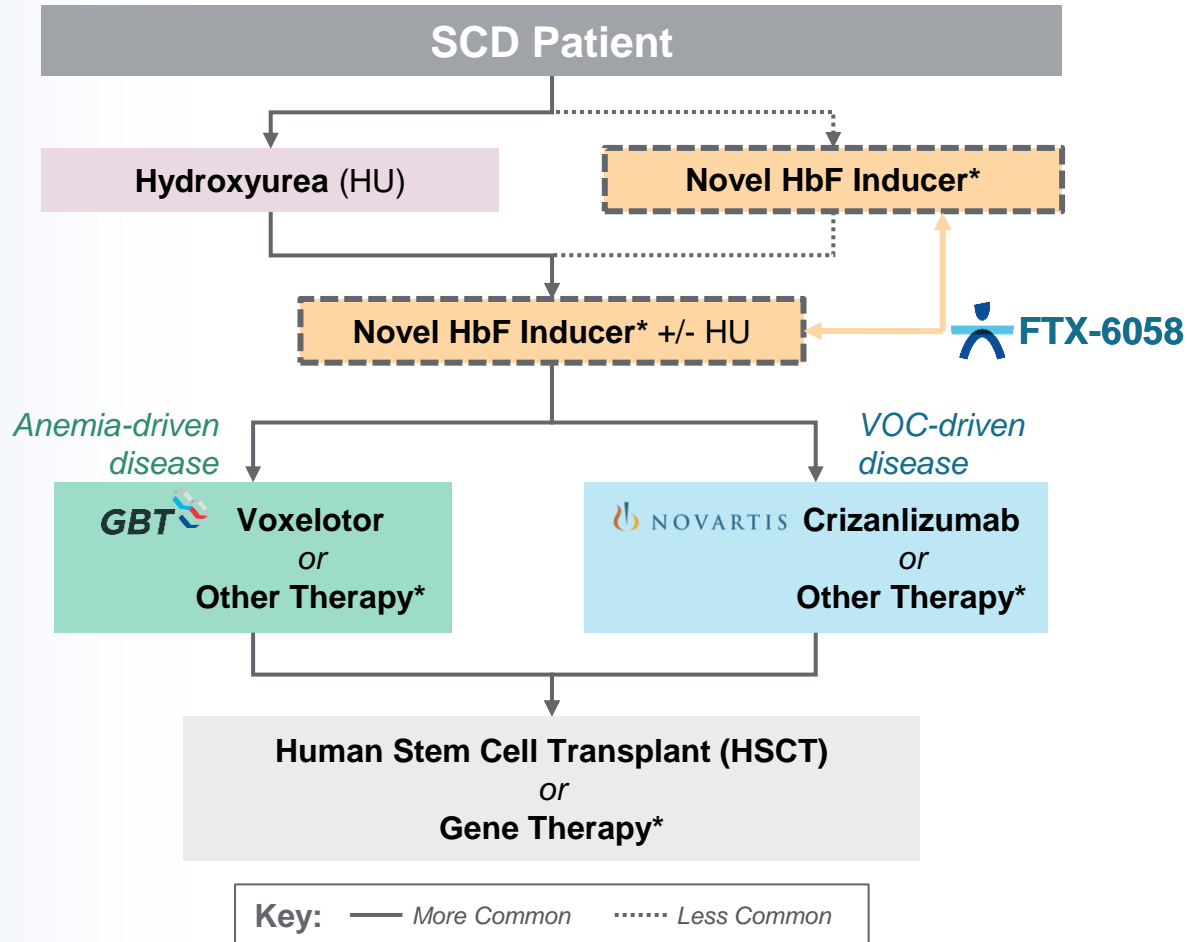 SCD Patient
Hydroxyurea (HU)
Novel HbF Inducer*
Novel HbF Inducer* +/- HU
FTX-6058
Anemia-driven
disease
VOC-driven
disease
GBT Voxelotor
or
Other Therapy*
NOVARTIS Crizanlizumab
or
Other Therapy*
Human Stem Cell Transplant (HSCT)
or
Gene Therapy*
Key: More Common Less Common